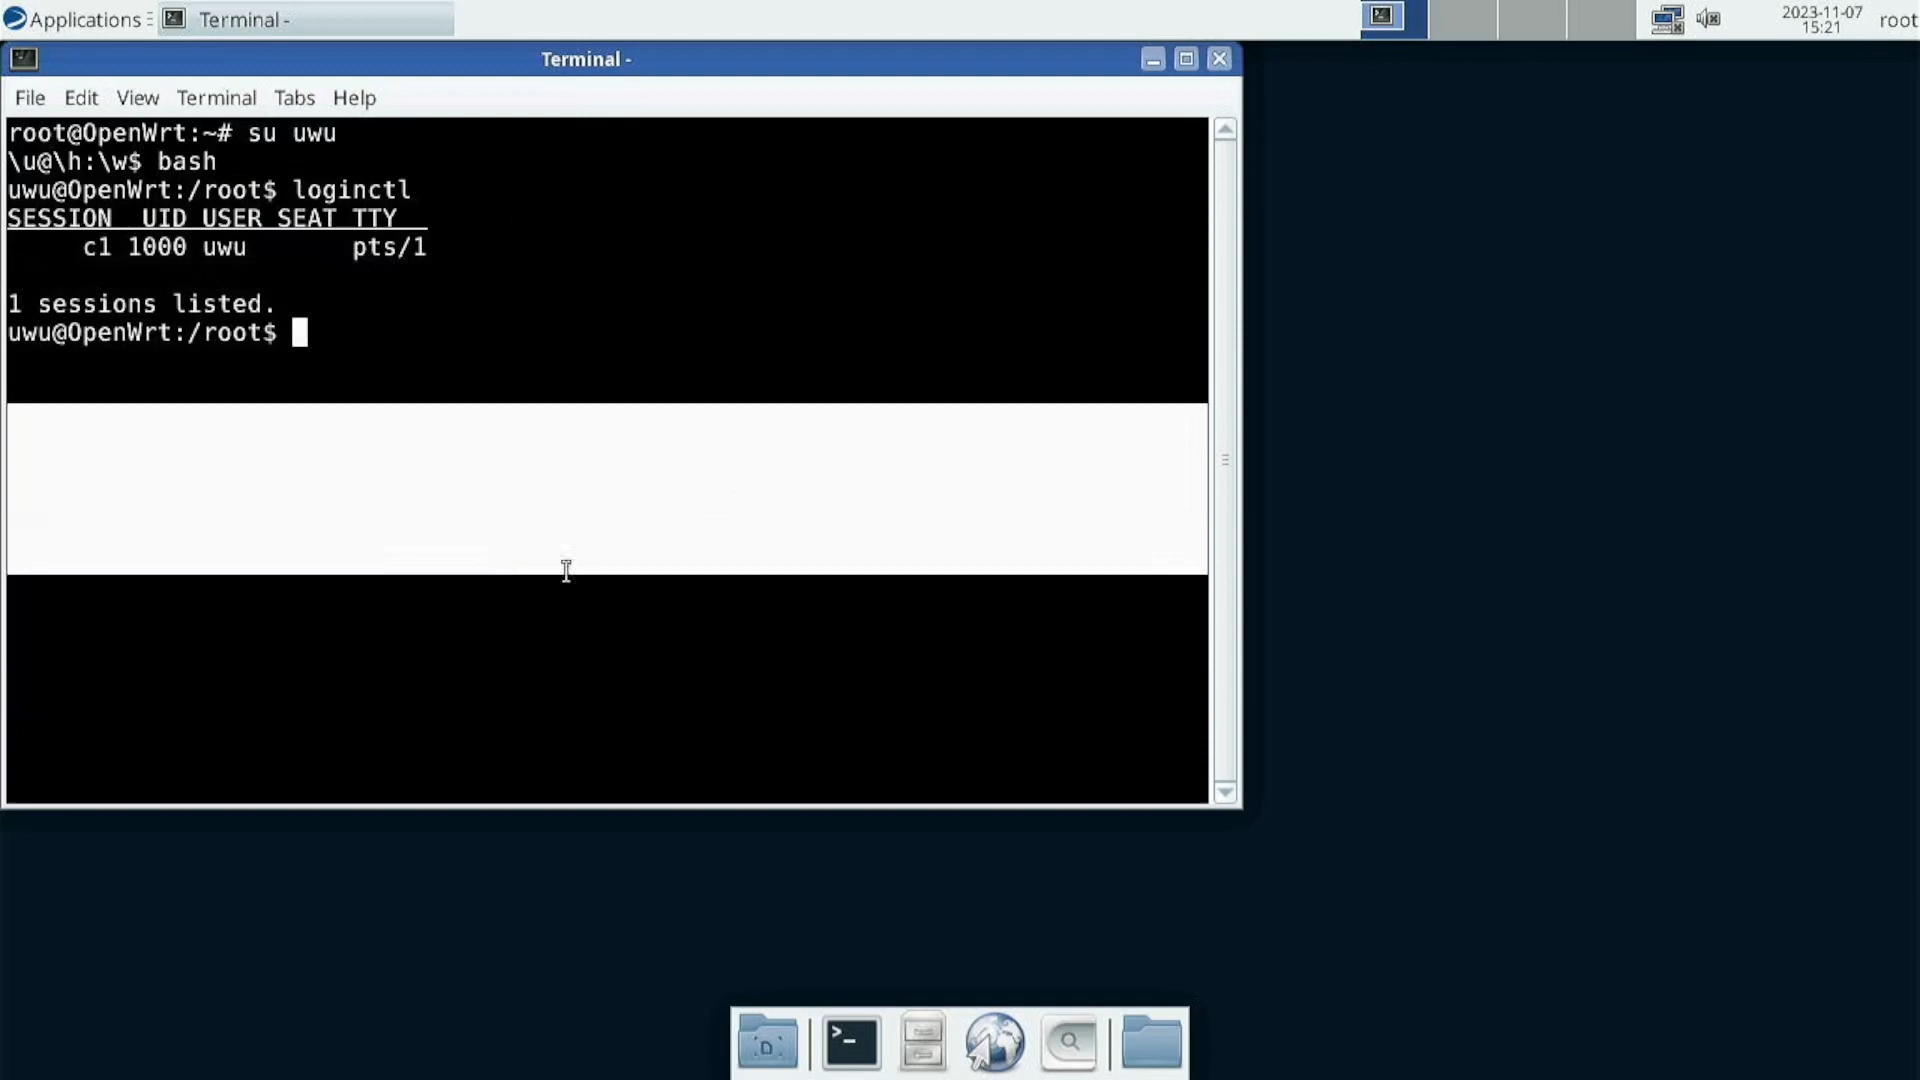 Applications Terminal - 2023-11-07 root
15:21
Terminal -
File Edit View Terminal Tabs Help
root@OpenWrt:~# su uwu
\u@\h:\w$ bash
uwu@OpenWrt:/root$ loginctl
SESSION UID USER SEAT TTY
c1 1000 uwu pts/1
1 sessions listed.
uwu@OpenWrt:/root$